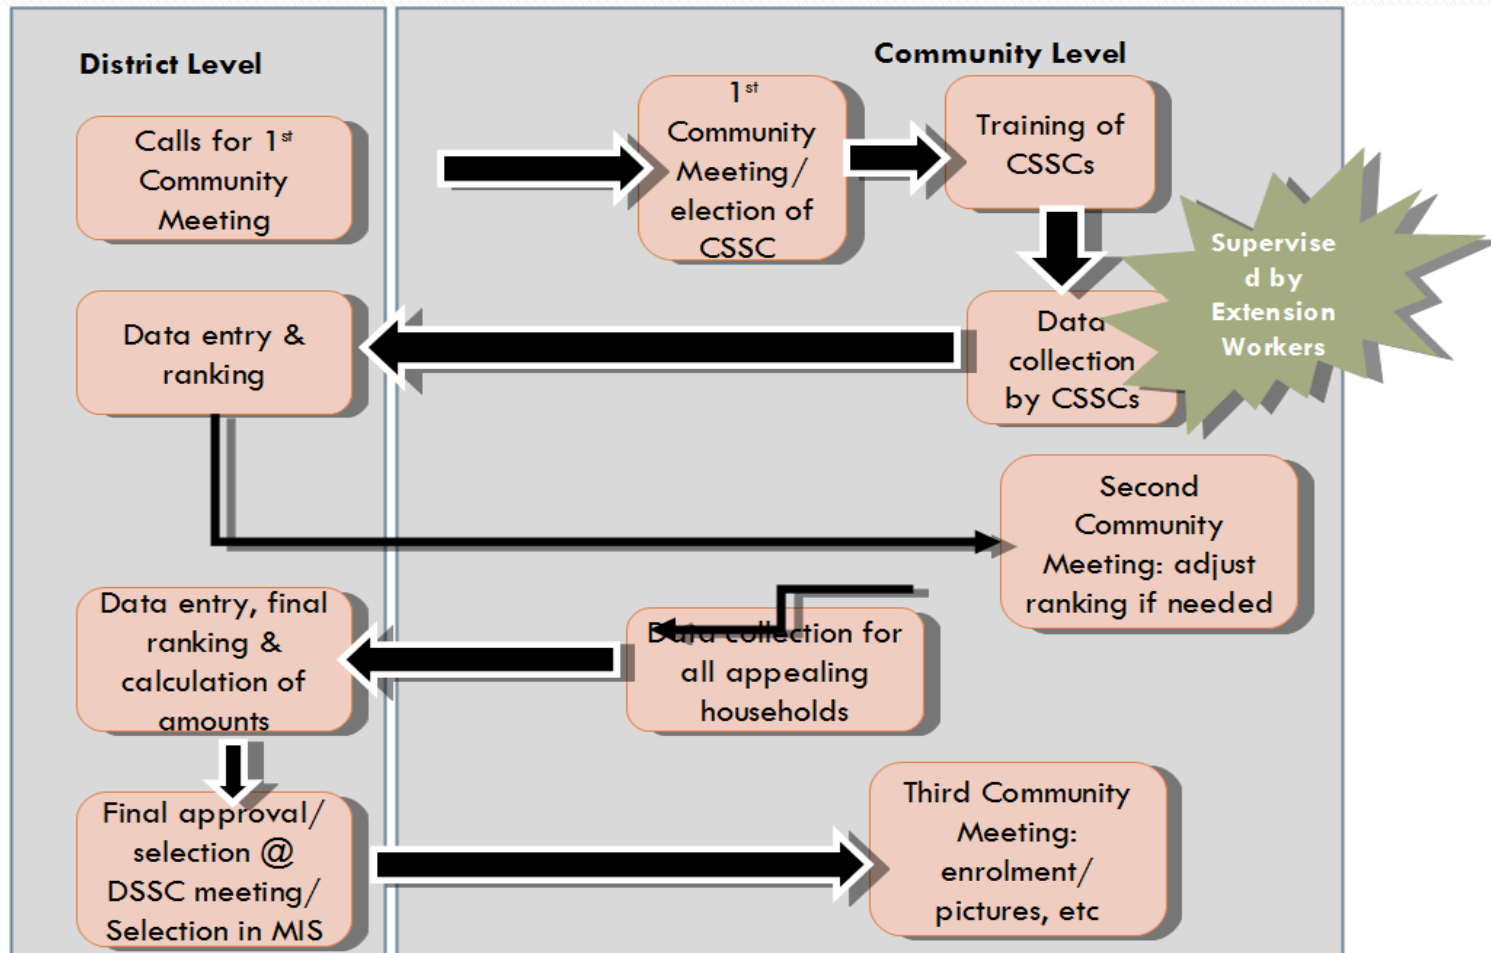 District Level
Community Level
Calls for 1st
Community
Meeting
1st
Community
Meeting/
election of
CSSC
Training of
CSSCs
Supervise
d by
Extension
Workers
Data entry &
ranking
Data
collection
by CSSCs
Second
Community
Meeting: adjust
ranking if needed
Data entry, final
ranking &
calculation of
amounts
Data collection for
all appealing
households
Final approval/
selection @
DSSC meeting/
Selection in MIS
Third Community
Meeting:
enrolment/
pictures, etc